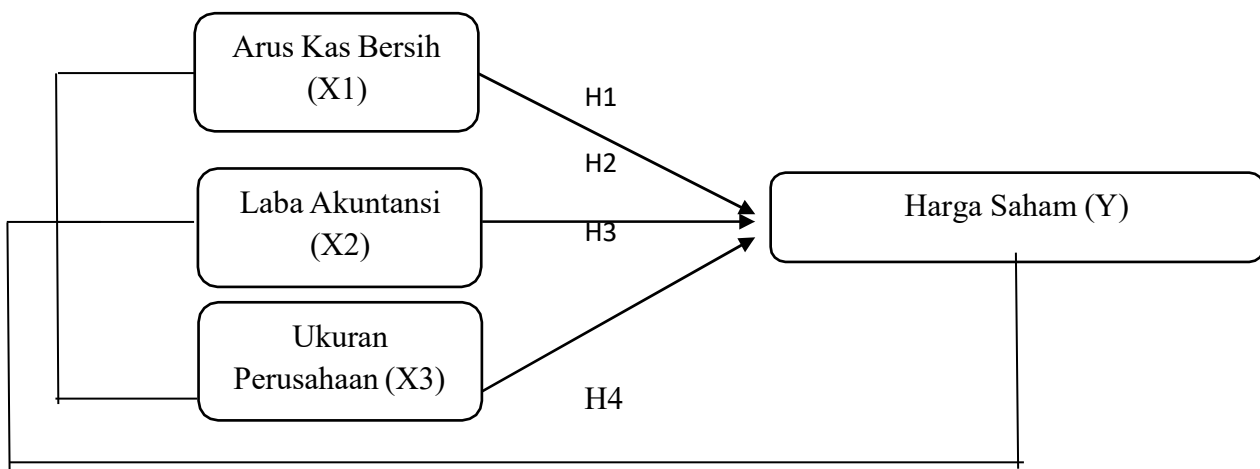 Arus Kas Bersih
(X1)
H1
H2
Laba Akuntansi
(X2)
H3
Harga Saham (Y)
Ukuran
Perusahaan (X3)
H4